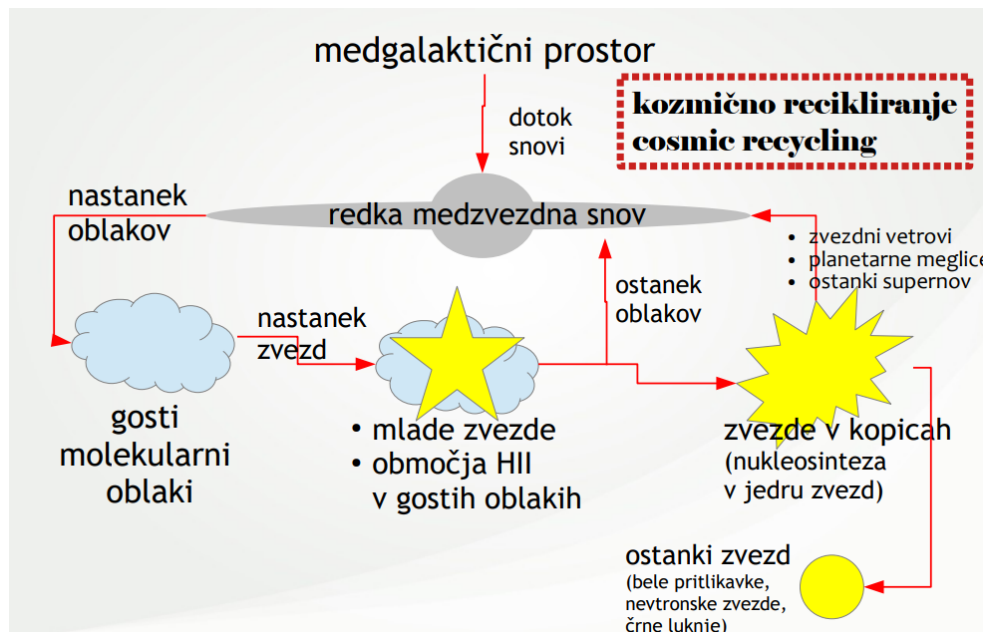 medgalaktični prostor
kozmično recikliranje
cosmic recycling
dotok
snovi
nastanek
oblakov
redka medzvezdna snov
• zvezdni vetrovi
• planetarne meglice
• ostanki supernov
ostanek
oblakov
nastanek
zvezd
gosti
molekularni
oblaki
• mlade zvezde
• območja HII
v gostih oblakih
zvezde v kopicah
(nukleosinteza
v jedru zvezd)
ostanki zvezd
(bele pritlikavke,
nevtronske zvezde,
črne luknje)